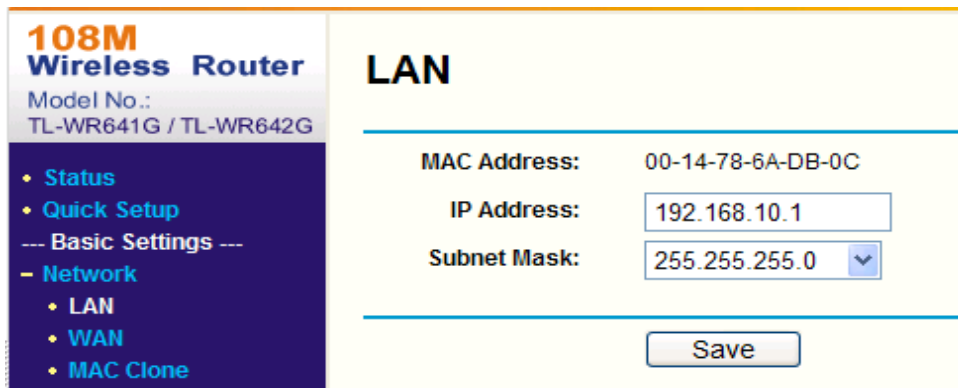 108M
Wireless Router
Model No.:
TL-WR641G / TL-WR642G
• Status
• Quick Setup
--- Basic Settings ---
– Network
• LAN
• WAN
• MAC Clone
LAN
MAC Address: 00-14-78-6A-DB-0C
IP Address: 192.168.10.1
Subnet Mask: 255.255.255.0
Save